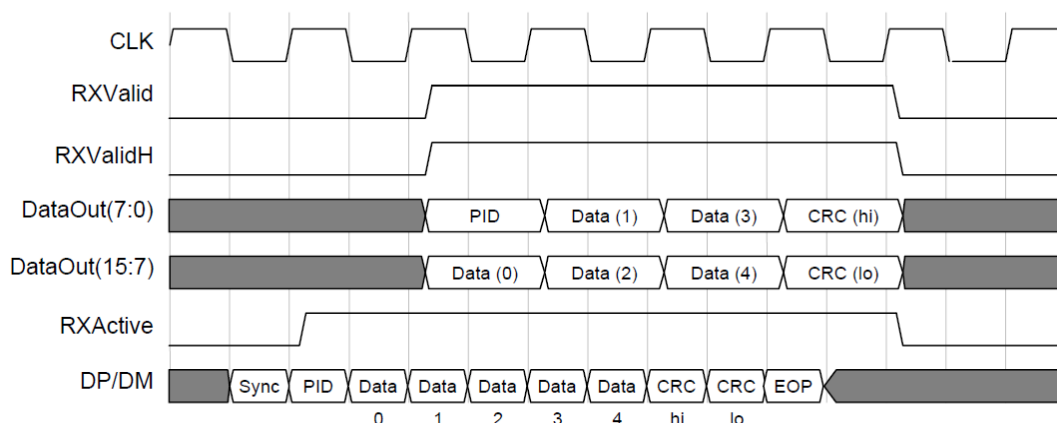 CLK
RXValid
RXValidH
DataOut(7:0) PID Data (1) Data (3) CRC (hi)
DataOut(15:7) Data (0) Data (2) Data (4) CRC (lo)
RXActive
DP/DM Sync PID Data Data Data Data Data CRC CRC EOP
0 1 2 3 4 hi lo